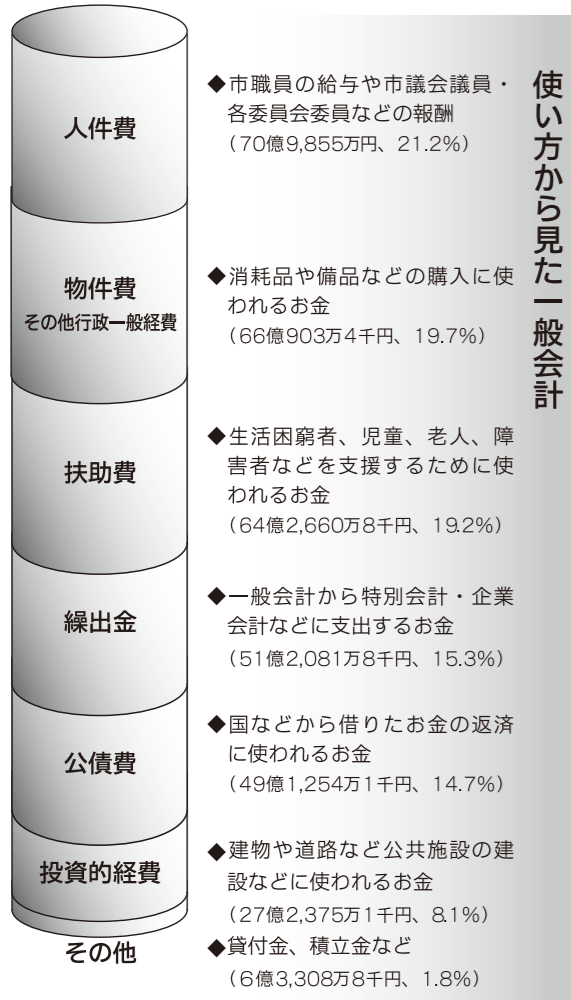 使い方から見た一般会計
人件費
◆市職員の給与や市議会議員・
各委員会委員などの報酬
（70億9,855万円、21.2%）
物件費
その他行政一般経費
◆消耗品や備品などの購入に使
われるお金
（66億903万4千円、19.7%）
扶助費
◆生活困窮者、児童、老人、障
害者などを支援するために使
われるお金
（64億2,660万8千円、19.2%）
繰出金
◆一般会計から特別会計・企業
会計などに支出するお金
（51億2,081万8千円、15.3%）
公債費
◆国などから借りたお金の返済
に使われるお金
（49億1,254万1千円、14.7%）
投資的経費
◆建物や道路など公共施設の建
設などに使われるお金
（27億2,375万1千円、8.1%）
その他
◆貸付金、積立金など
（6億3,308万8千円、1.8%）